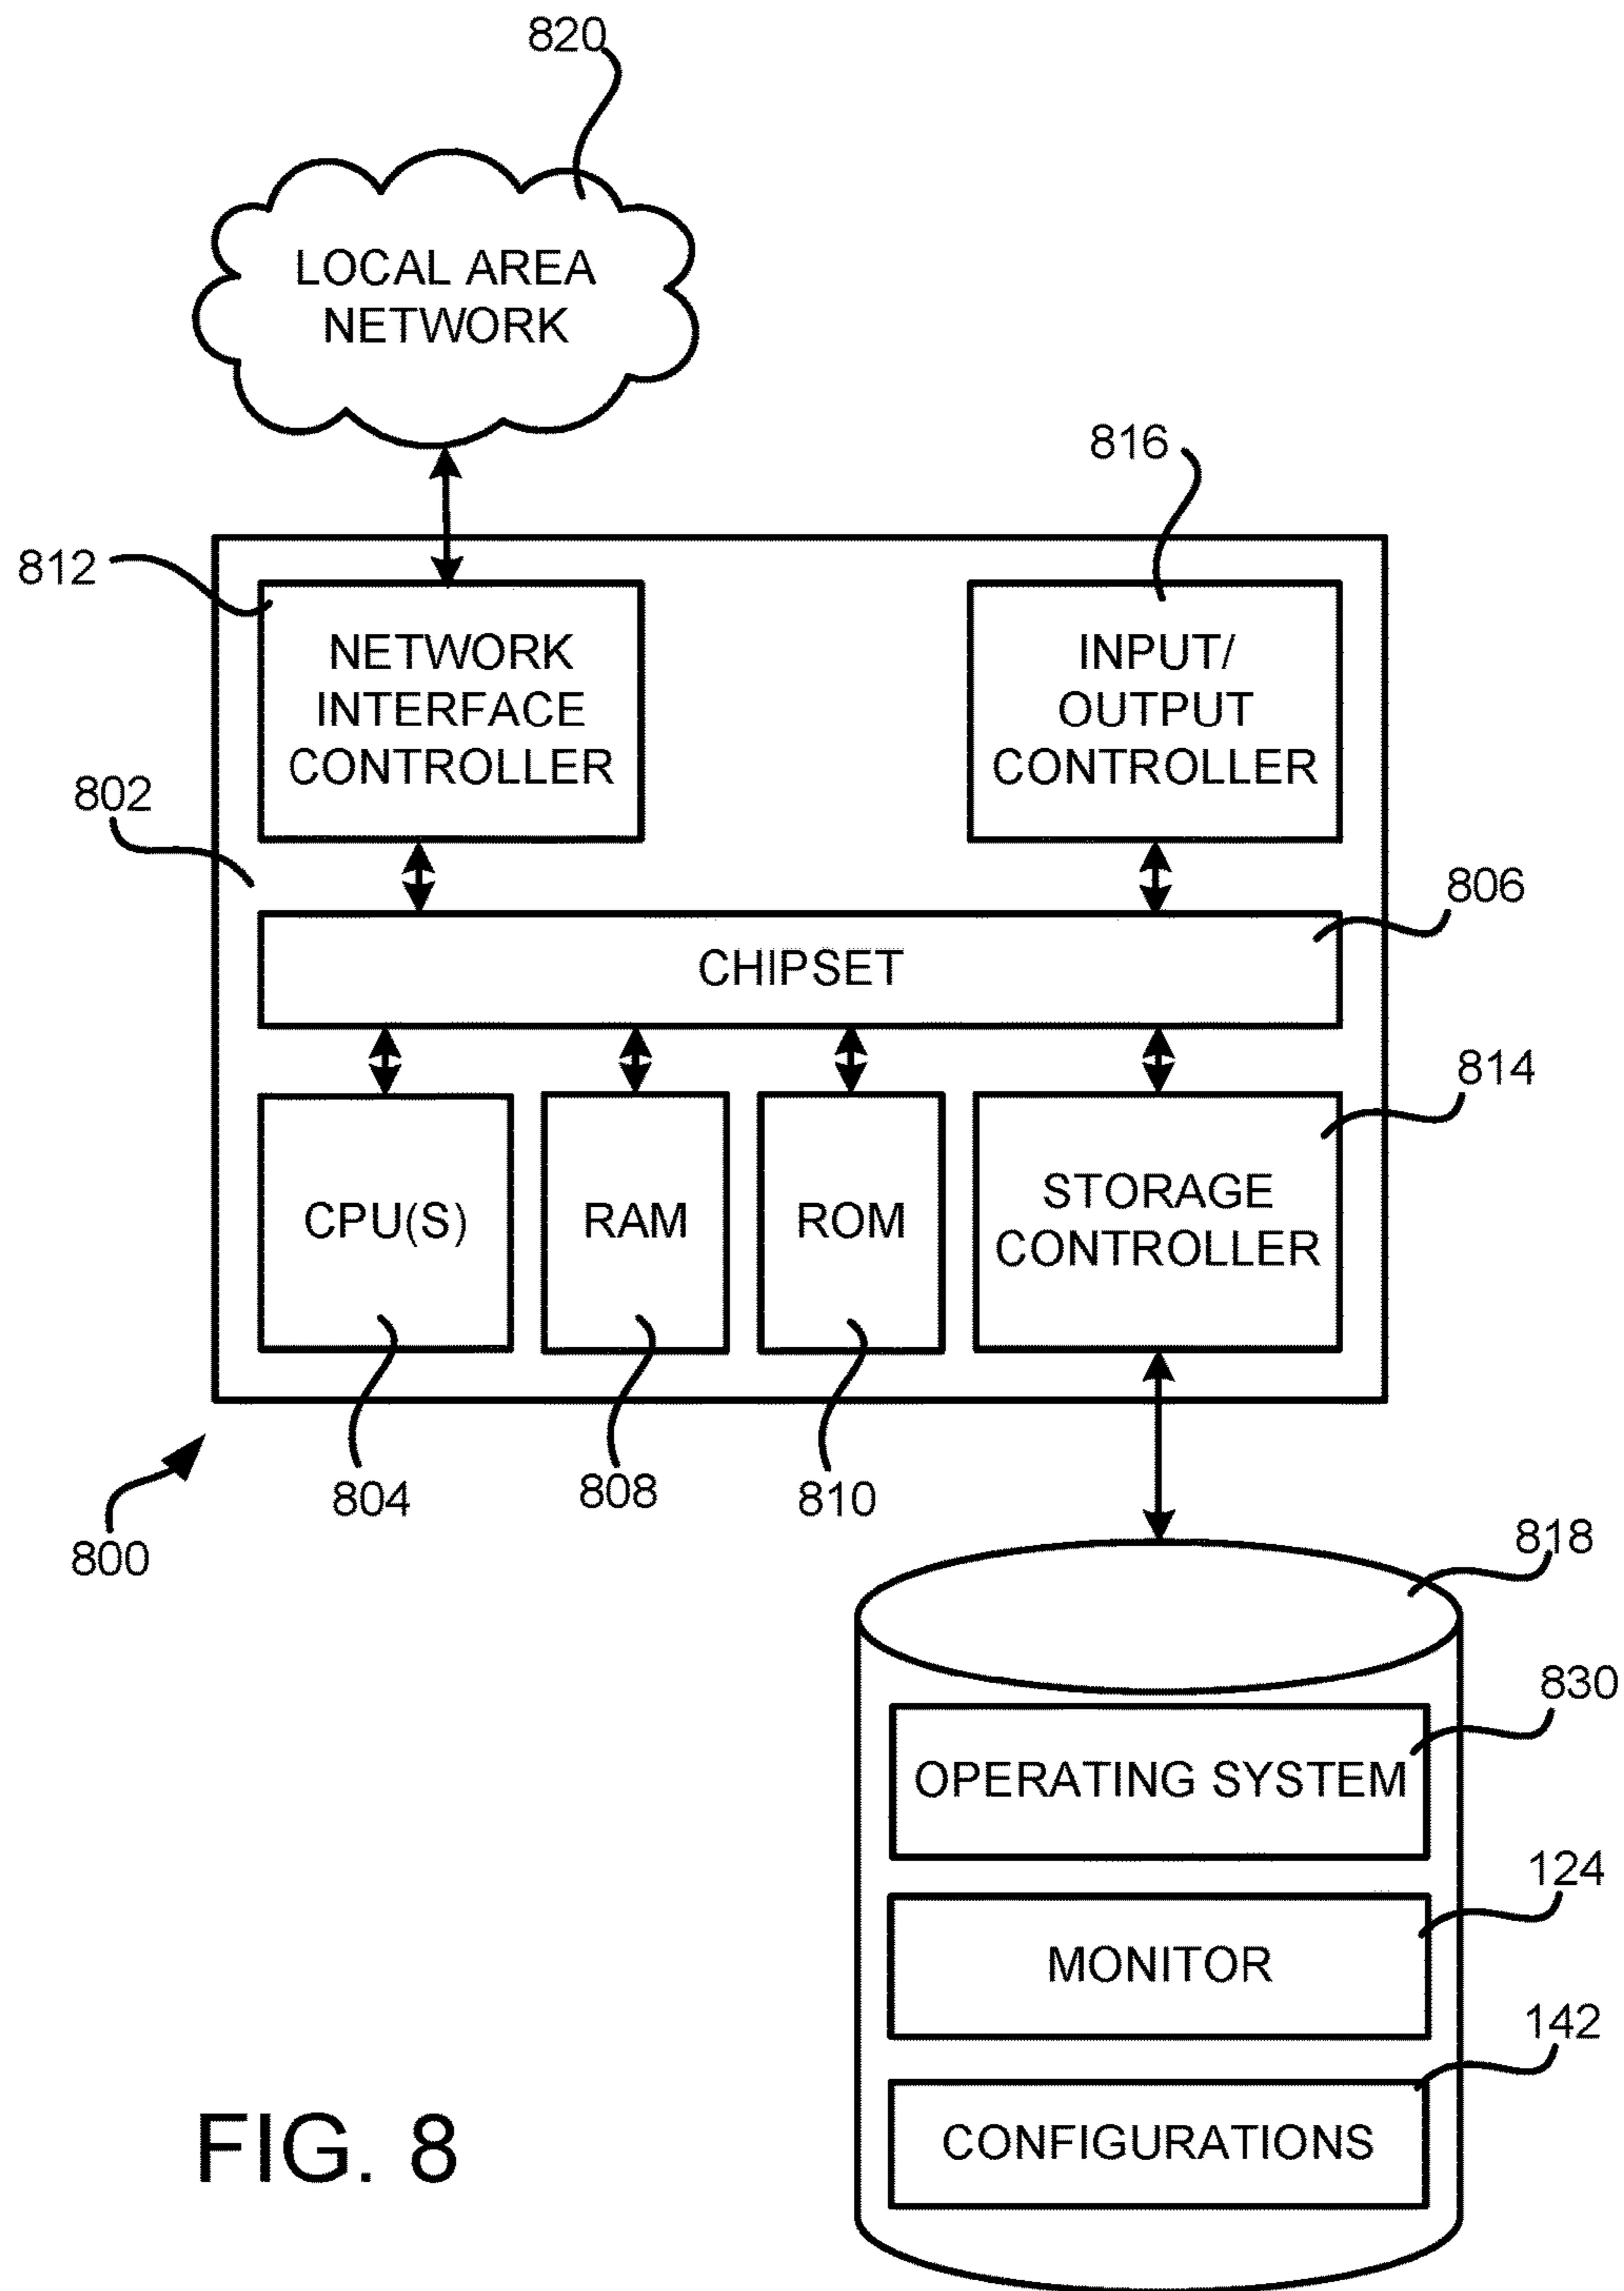 820
LOCAL AREA
NETWORK
816
812
NETWORK
INTERFACE
CONTROLLER
INPUT/
OUTPUT
CONTROLLER
802
806
CHIPSET
814
CPU(S)
RAM
ROM
STORAGE
CONTROLLER
804
808
810
800
818
830
OPERATING SYSTEM
124
MONITOR
142
CONFIGURATIONS
FIG. 8